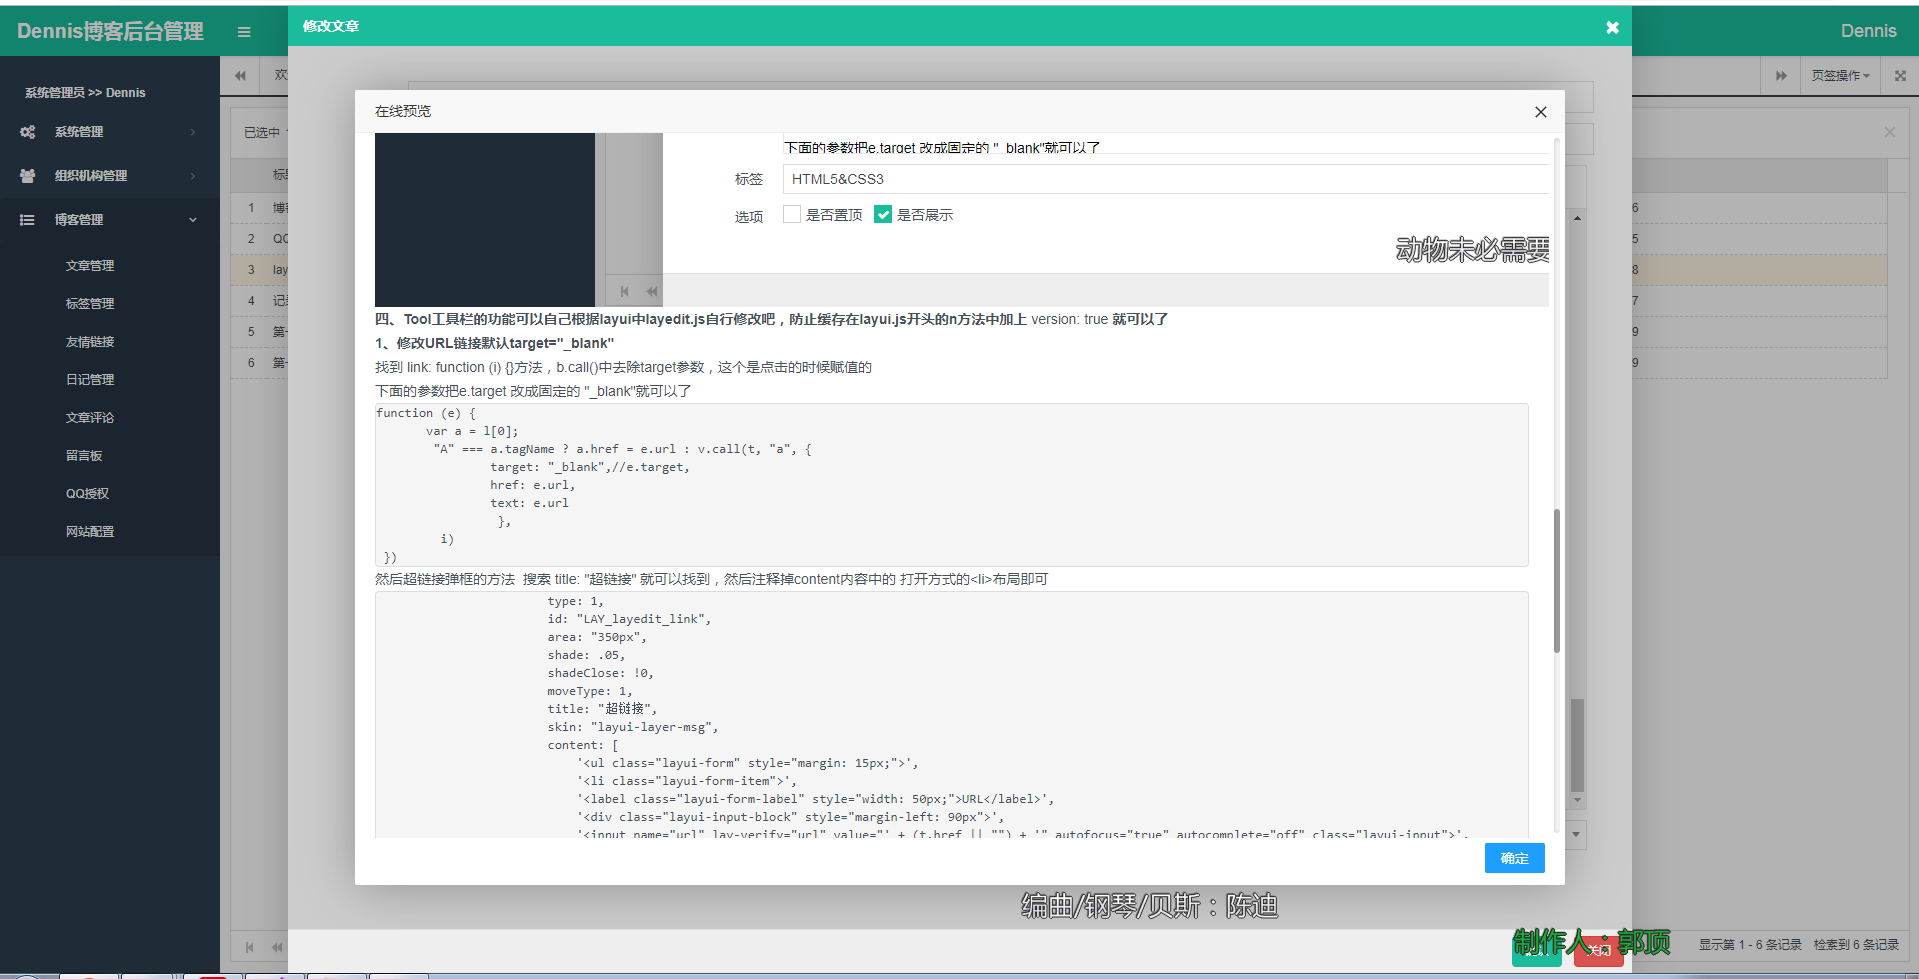 Dennis博客后台管理
修改文章
Dennis
系统管理员 >> Dennis
系统管理
组织机构管理
博客管理
文章管理
标签管理
友情链接
日记管理
文章评论
留言板
QQ授权
网站配置
页签操作
已选中
1
2 QQ
3 lay
4
5 第
6 第
6
5
8
7
9
9
在线预览
下面的参数把e.target 改成固定的 "_blank"就可以了
标签 HTML5&CSS3
选项 是否置顶 是否展示
动物未必需要
四、Tool工具栏的功能可以自己根据layui中layedit.js自行修改吧，防止缓存在layui.js开头的n方法中加上 version: true 就可以了
1、修改URL链接默认target="_blank"
找到 link: function (i) {}方法，b.call()中去除target参数，这个是点击的时候赋值的
下面的参数把e.target 改成固定的 "_blank"就可以了
function (e) {
var a = l[0];
"A" === a.tagName ? a.href = e.url : v.call(t, "a", {
target: "_blank",//e.target,
href: e.url,
text: e.url
},
i)
})
然后超链接弹框的方法 搜索 title: "超链接" 就可以找到，然后注释掉content内容中的 打开方式的<li>布局即可
type: 1,
id: "LAY_layedit_link",
area: "350px",
shade: .05,
shadeClose: !0,
moveType: 1,
title: "超链接",
skin: "layui-layer-msg",
content: [
'<ul class="layui-form" style="margin: 15px;">',
'<li class="layui-form-item">',
'<label class="layui-form-label" style="width: 50px;">URL</label>',
'<div class="layui-input-block" style="margin-left: 90px">',
'<input name="url" lay-verify="url" value="' + (t.href || "") + '" autofocus="true" autocomplete="off" class="layui-input">',
确定
编曲/钢琴/贝斯：陈迪
制作人：郭顶
关闭
显示第 1 - 6 条记录 检索到 6 条记录